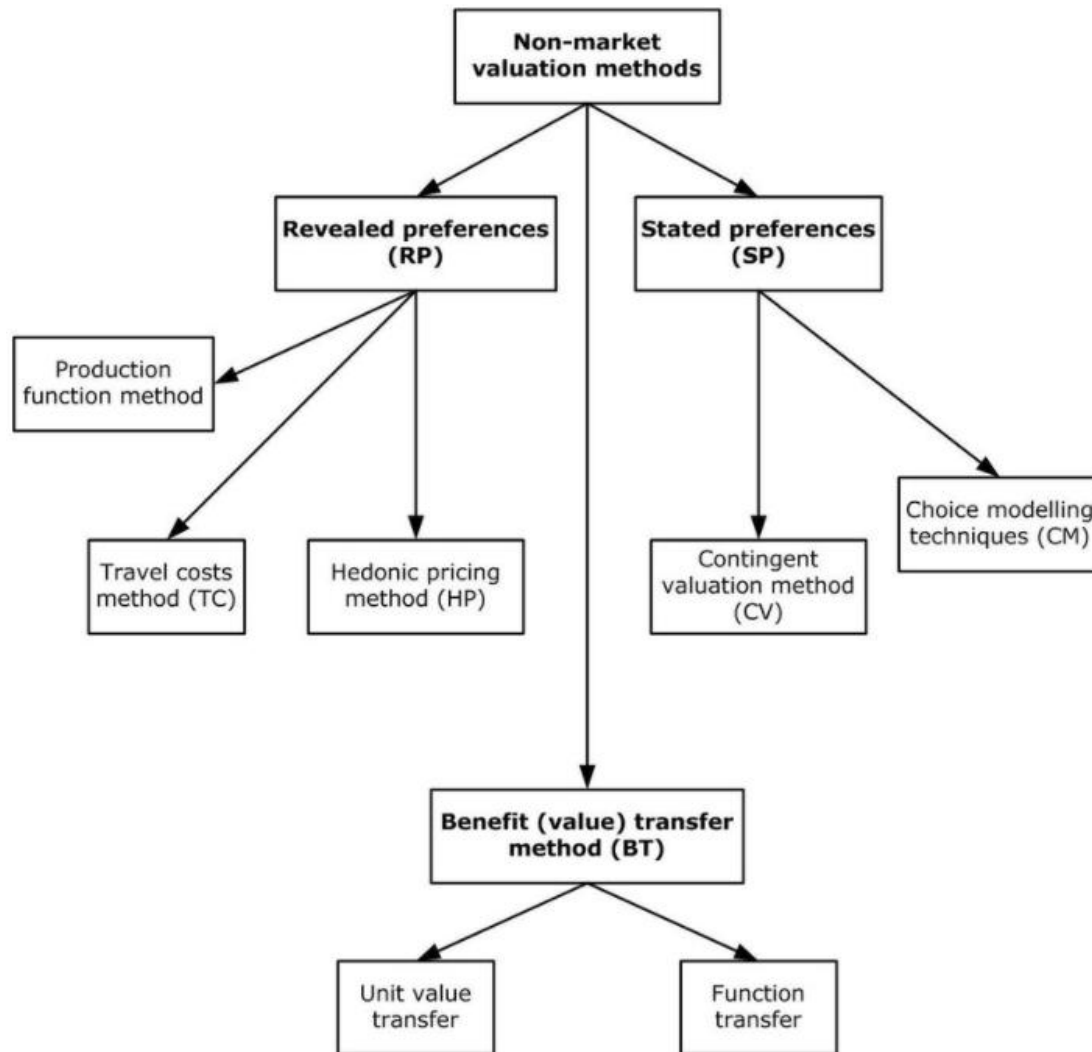 Non-market
valuation methods
Revealed preferences
(RP)
Stated preferences
(SP)
Production
function method
Travel costs
method (TC)
Hedonic pricing
method (HP)
Contingent
valuation method
(CV)
Choice modelling
techniques (CM)
Benefit (value) transfer
method (BT)
Unit value
transfer
Function
transfer